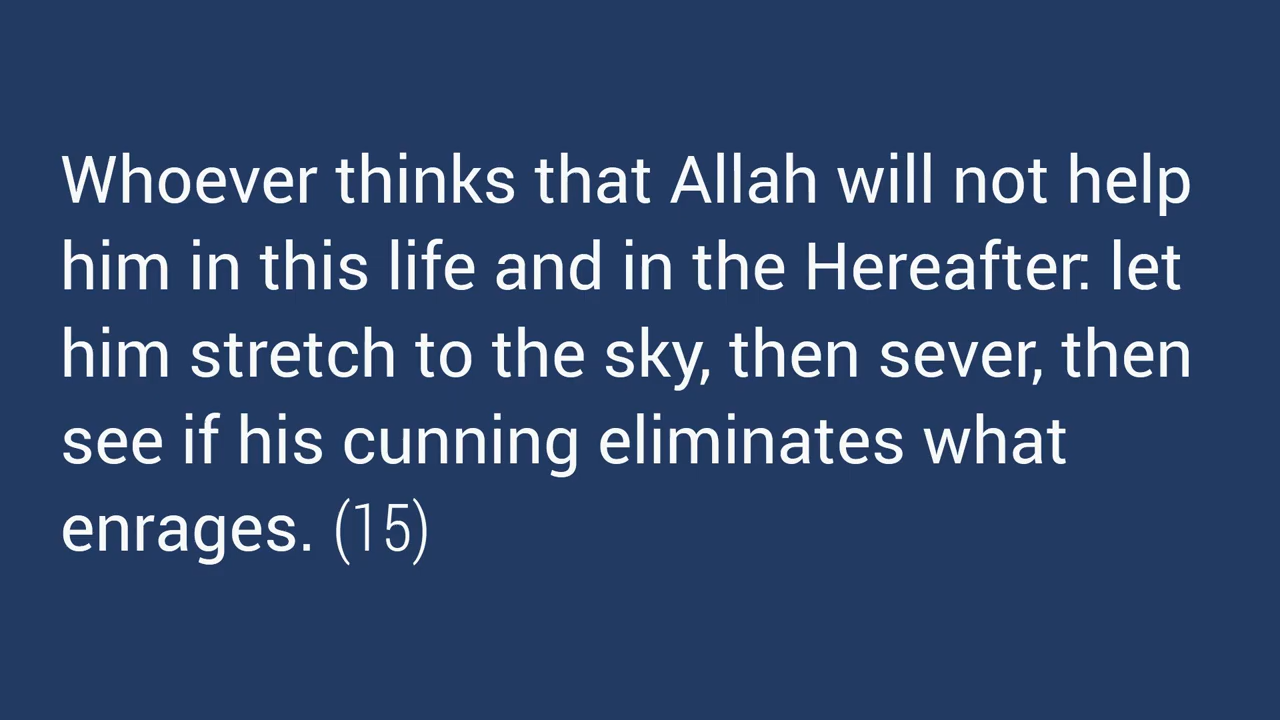 Whoever thinks that Allah will not help
him in this life and in the Hereafter: let
him stretch to the sky, then sever, then
see if his cunning eliminates what
enrages. (15)